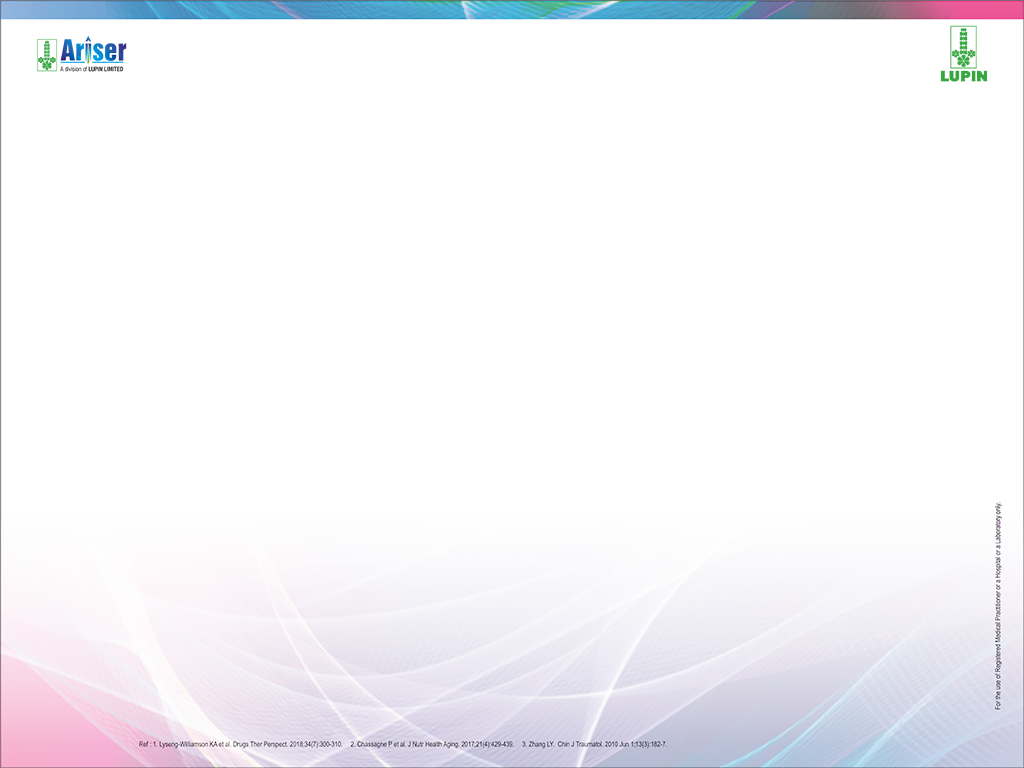 Ariser
A division of LUPIN LIMITED
LUPIN
For the use of Registered Medical Practitioner or a Hospital or a Laboratory only.
Ref : 1. Lyseng-Williamson KA et al. Drugs Ther Perspect. 2018;34(7):300-310. 2. Chassagne P et al. J Nutr Health Aging. 2017;21(4):429-439. 3. Zhang LY. Chin J Traumatol. 2010 Jun 1;13(3):182-7.